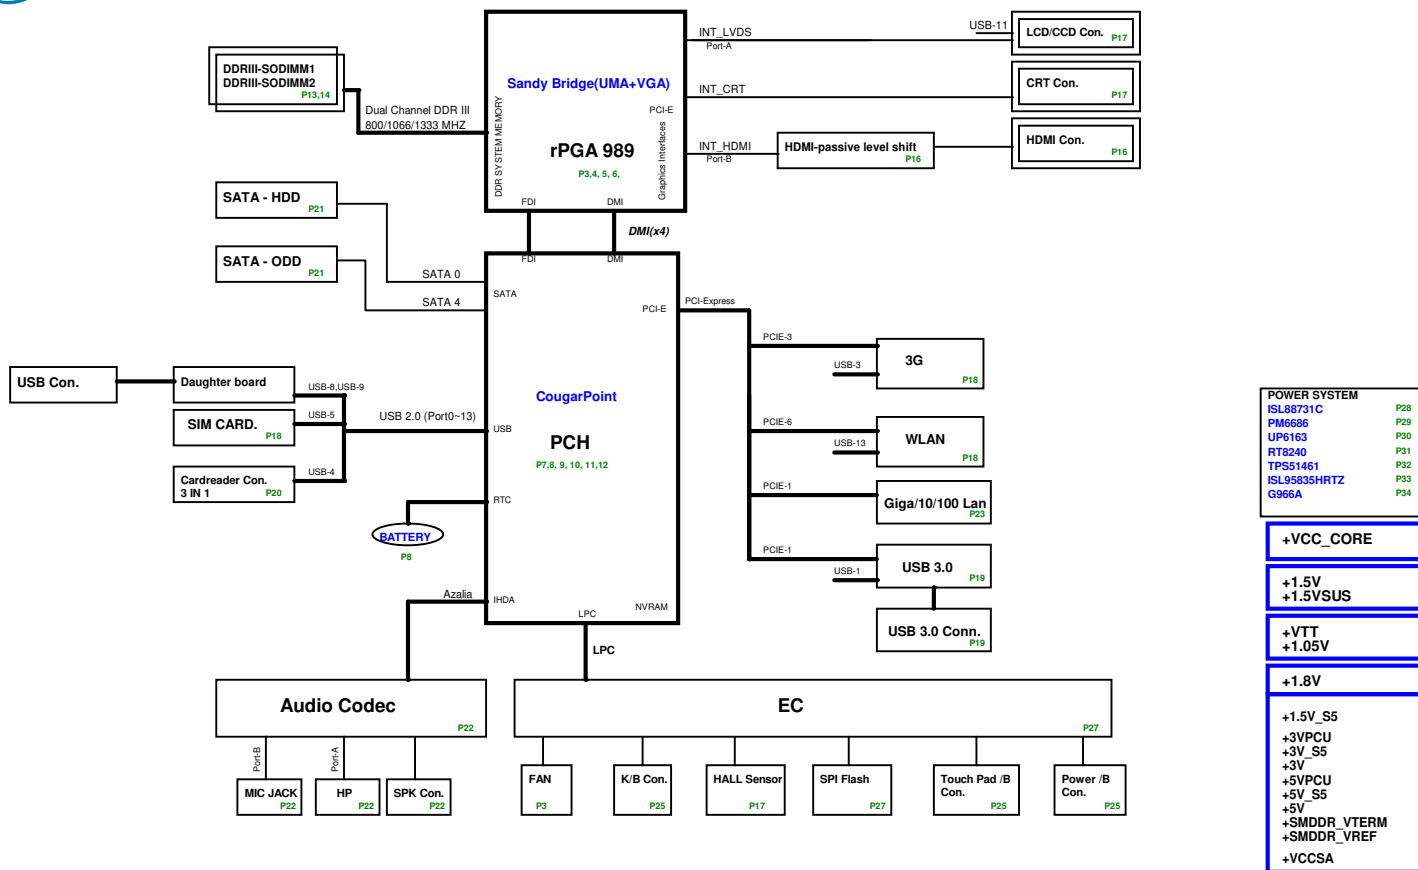 USB-11
INT_LVDS
Port-A
LCD/CCD Con.
P17
DDRIII-SODIMM1
DDRIII-SODIMM2
P13,14
Dual Channel DDR III
800/1066/1333 MHZ
Sandy Bridge(UMA+VGA)
PCI-E
DDR SYSTEM MEMORY
Graphics Interfaces
rPGA 989
P3,4, 5, 6,
FDI
DMI
INT_CRT
CRT Con.
P17
INT_HDMI
Port-B
HDMI-passive level shift
P16
HDMI Con.
P16
DMI(x4)
SATA - HDD
P21
SATA - ODD
P21
SATA 0
SATA 4
FDI
DMI
SATA
PCI-E
PCI-Express
CougarPoint
PCH
P7,8, 9, 10, 11,12
USB
RTC
IHDA
LPC
NVRAM
USB Con.
Daughter board
USB-8,USB-9
SIM CARD.
P18
USB-5
Cardreader Con.
3 IN 1
P20
USB-4
USB 2.0 (Port0~13)
BATTERY
P8
Azalia
PCIE-3
USB-3
3G
P18
PCIE-6
USB-13
WLAN
P18
PCIE-1
Giga/10/100 Lan
P23
PCIE-1
USB-1
USB 3.0
P19
USB 3.0 Conn.
P19
LPC
Audio Codec
P22
Port-B
Port-A
MIC JACK
P22
HP
P22
SPK Con.
P22
EC
P27
FAN
P3
K/B Con.
P25
HALL Sensor
P17
SPI Flash
P27
Touch Pad /B
Con.
P25
Power /B
Con.
P25
POWER SYSTEM
ISL88731C P28
PM6686 P29
UP6163 P30
RT8240 P31
TPS51461 P32
ISL95835HRTZ P33
G966A P34
+VCC_CORE
+1.5V
+1.5VSUS
+VTT
+1.05V
+1.8V
+1.5V_S5
+3VPCU
+3V_S5
+3V
+5VPCU
+5V_S5
+5V
+SMDDR_VTERM
+SMDDR_VREF
+VCCSA